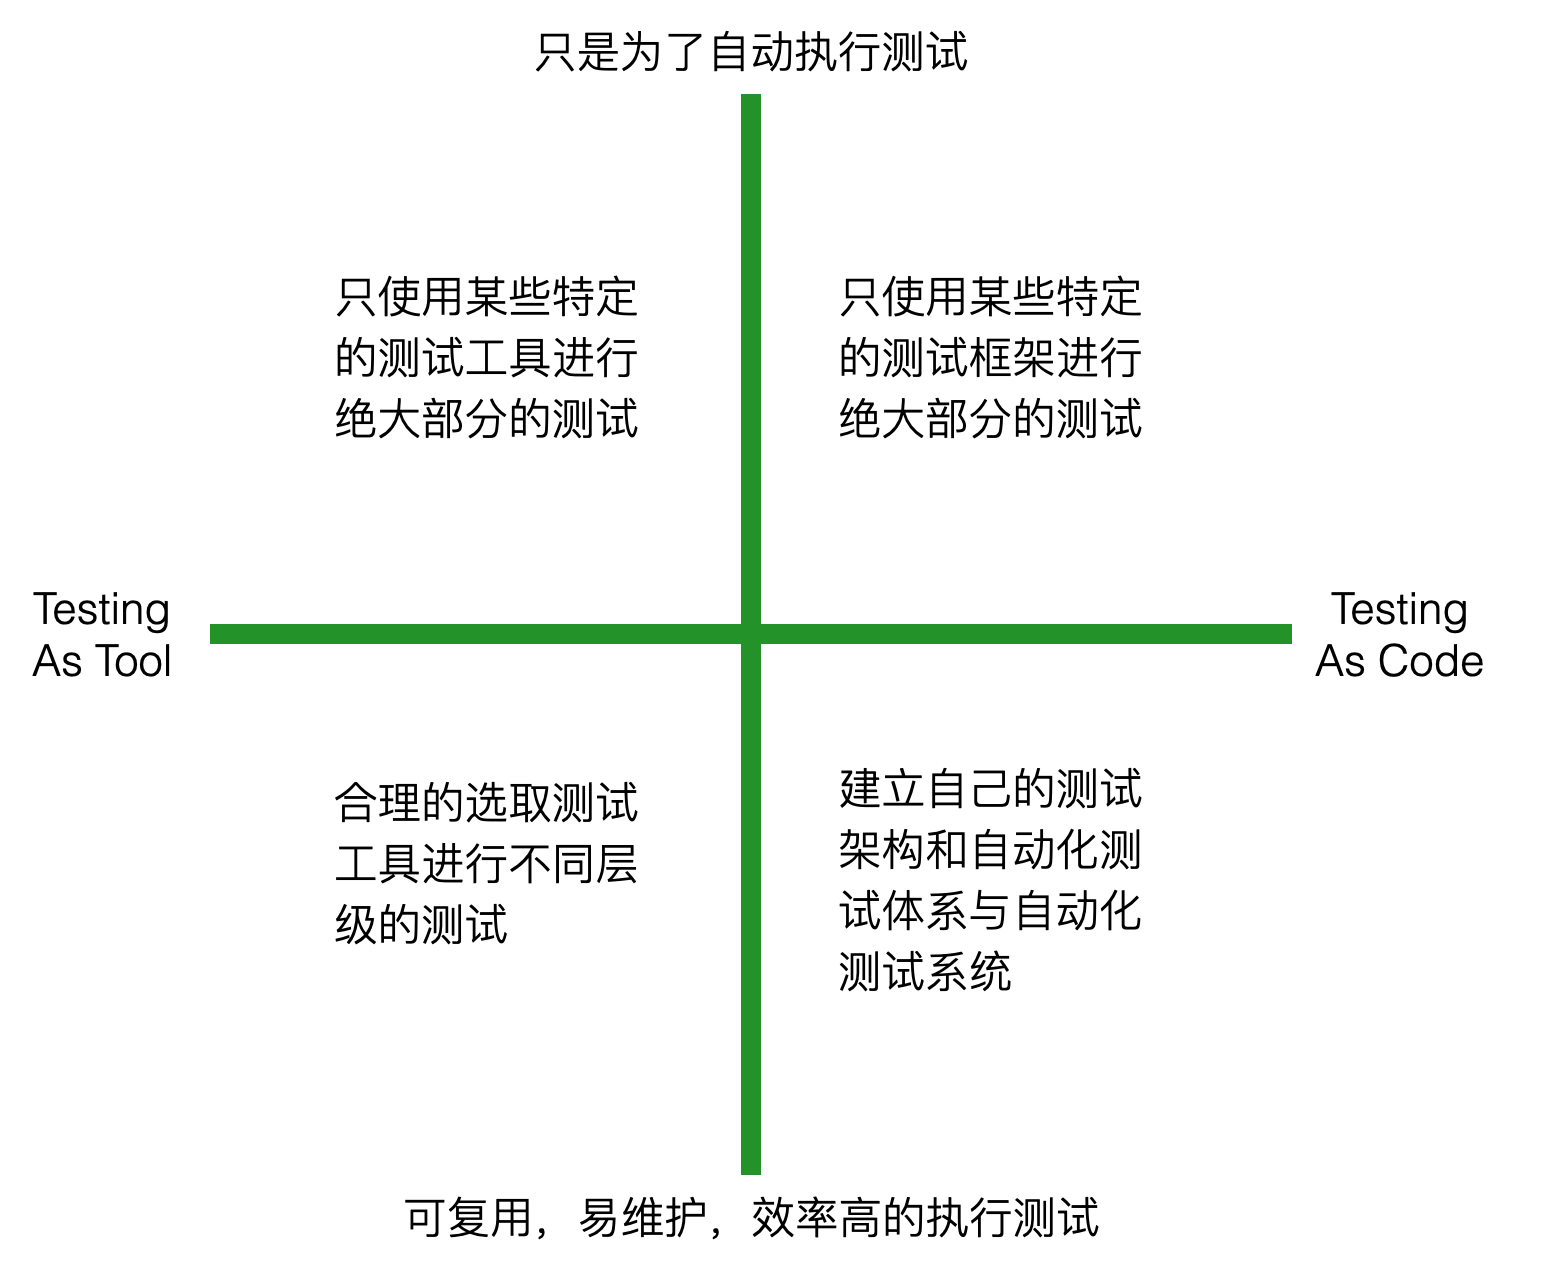 只是为了自动执行测试
只使用某些特定
的测试工具进行
绝大部分的测试
只使用某些特定
的测试框架进行
绝大部分的测试
Testing
As Tool
Testing
As Code
合理的选取测试
工具进行不同层
级的测试
建立自己的测试
架构和自动化测
试体系与自动化
测试系统
可复用，易维护，效率高的执行测试